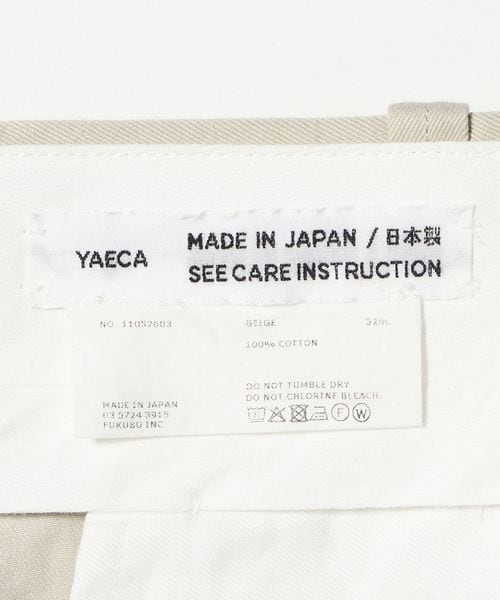 YAECA
MADE IN JAPAN / 日本製
SEE CARE INSTRUCTION
NO. 11052603
BEIGE 32in.
100% COTTON
DO NOT TUMBLE DRY.
DO NOT CHLORINE BLEACH.
MADE IN JAPAN
03 5724 3915
FUKUBU INC.
F W